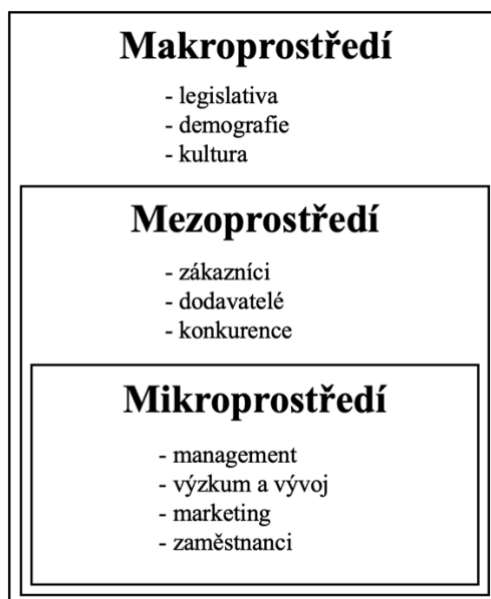 Makroprostředí
- legislativa
- demografie
- kultura
Mezoprostředí
- zákazníci
- dodavatelé
- konkurence
Mikroprostředí
- management
- výzkum a vývoj
- marketing
- zaměstnanci